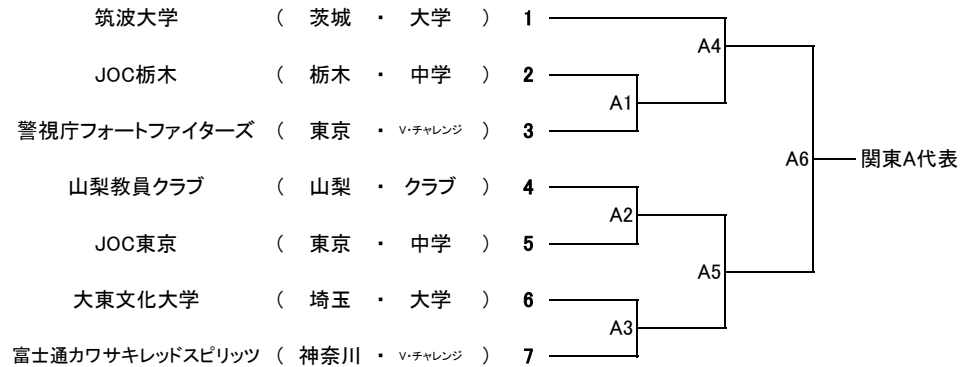 筑波大学 ( 茨城 ・ 大学 ) 1
A4
JOC栃木 ( 栃木 ・ 中学 ) 2
A1
警視庁フォートファイターズ ( 東京 ・ V・チャレンジ ) 3
A6 関東A代表
山梨教員クラブ ( 山梨 ・ クラブ ) 4
A2
JOC東京 ( 東京 ・ 中学 ) 5
A5
大東文化大学 ( 埼玉 ・ 大学 ) 6
A3
富士通カワサキレッドスピリッツ ( 神奈川 ・ V・チャレンジ ) 7